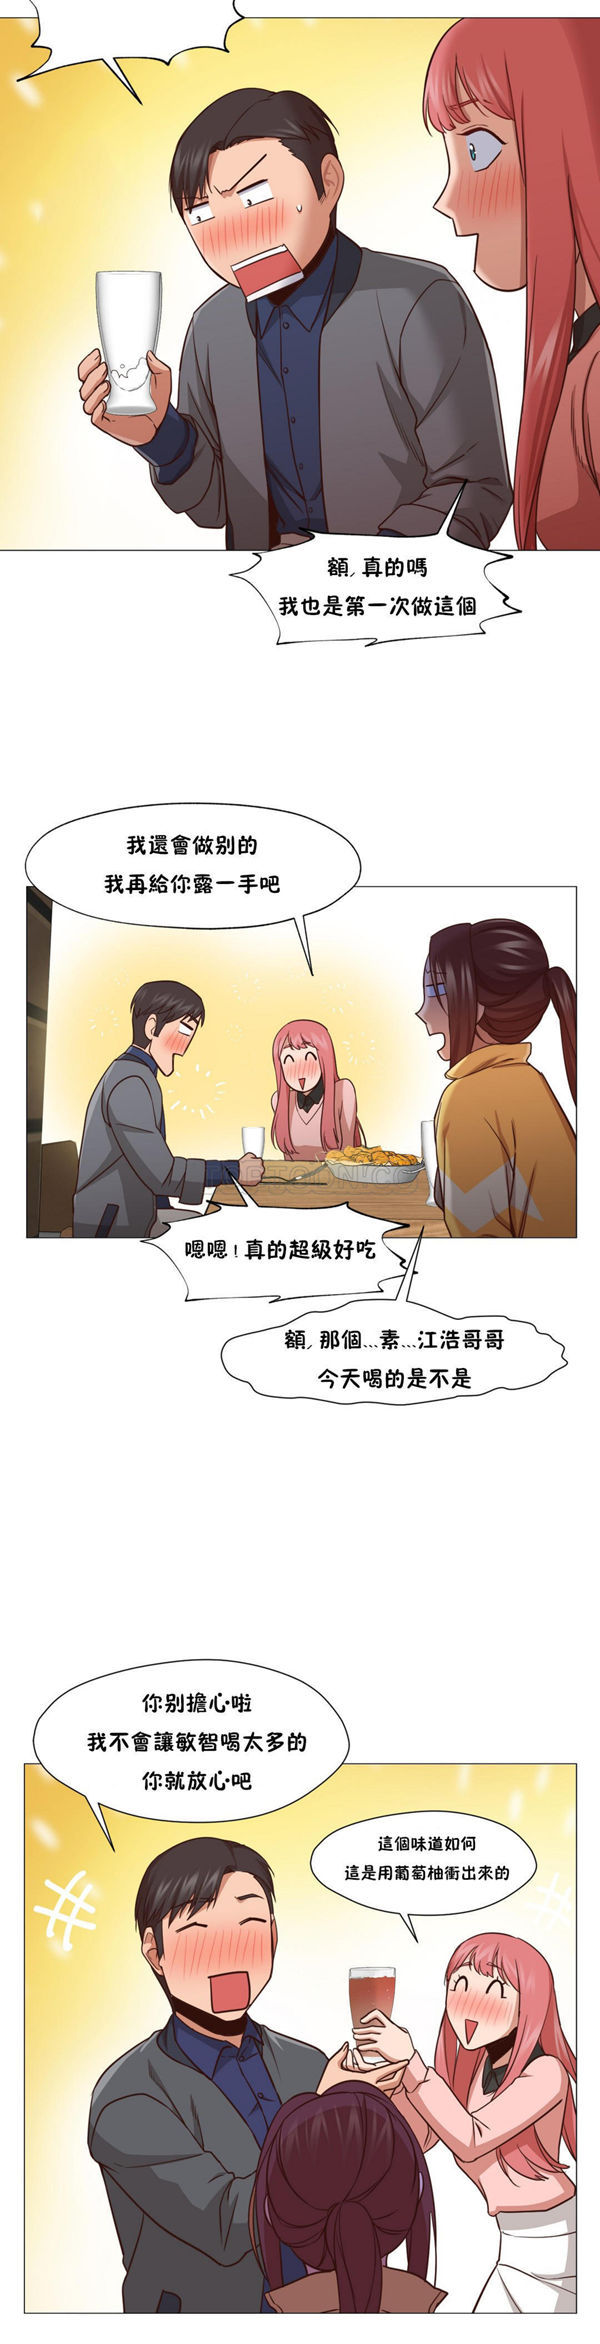 額, 真的嗎
我也是第一次做這個
我還會做別的
我再給你露一手吧
嗯嗯!真的超級好吃
額, 那個...素...江浩哥哥
今天喝的是不是
你別擔心啦
我不會讓敏智喝太多的
你就放心吧
這個味道如何
這是用葡萄柚衝出來的